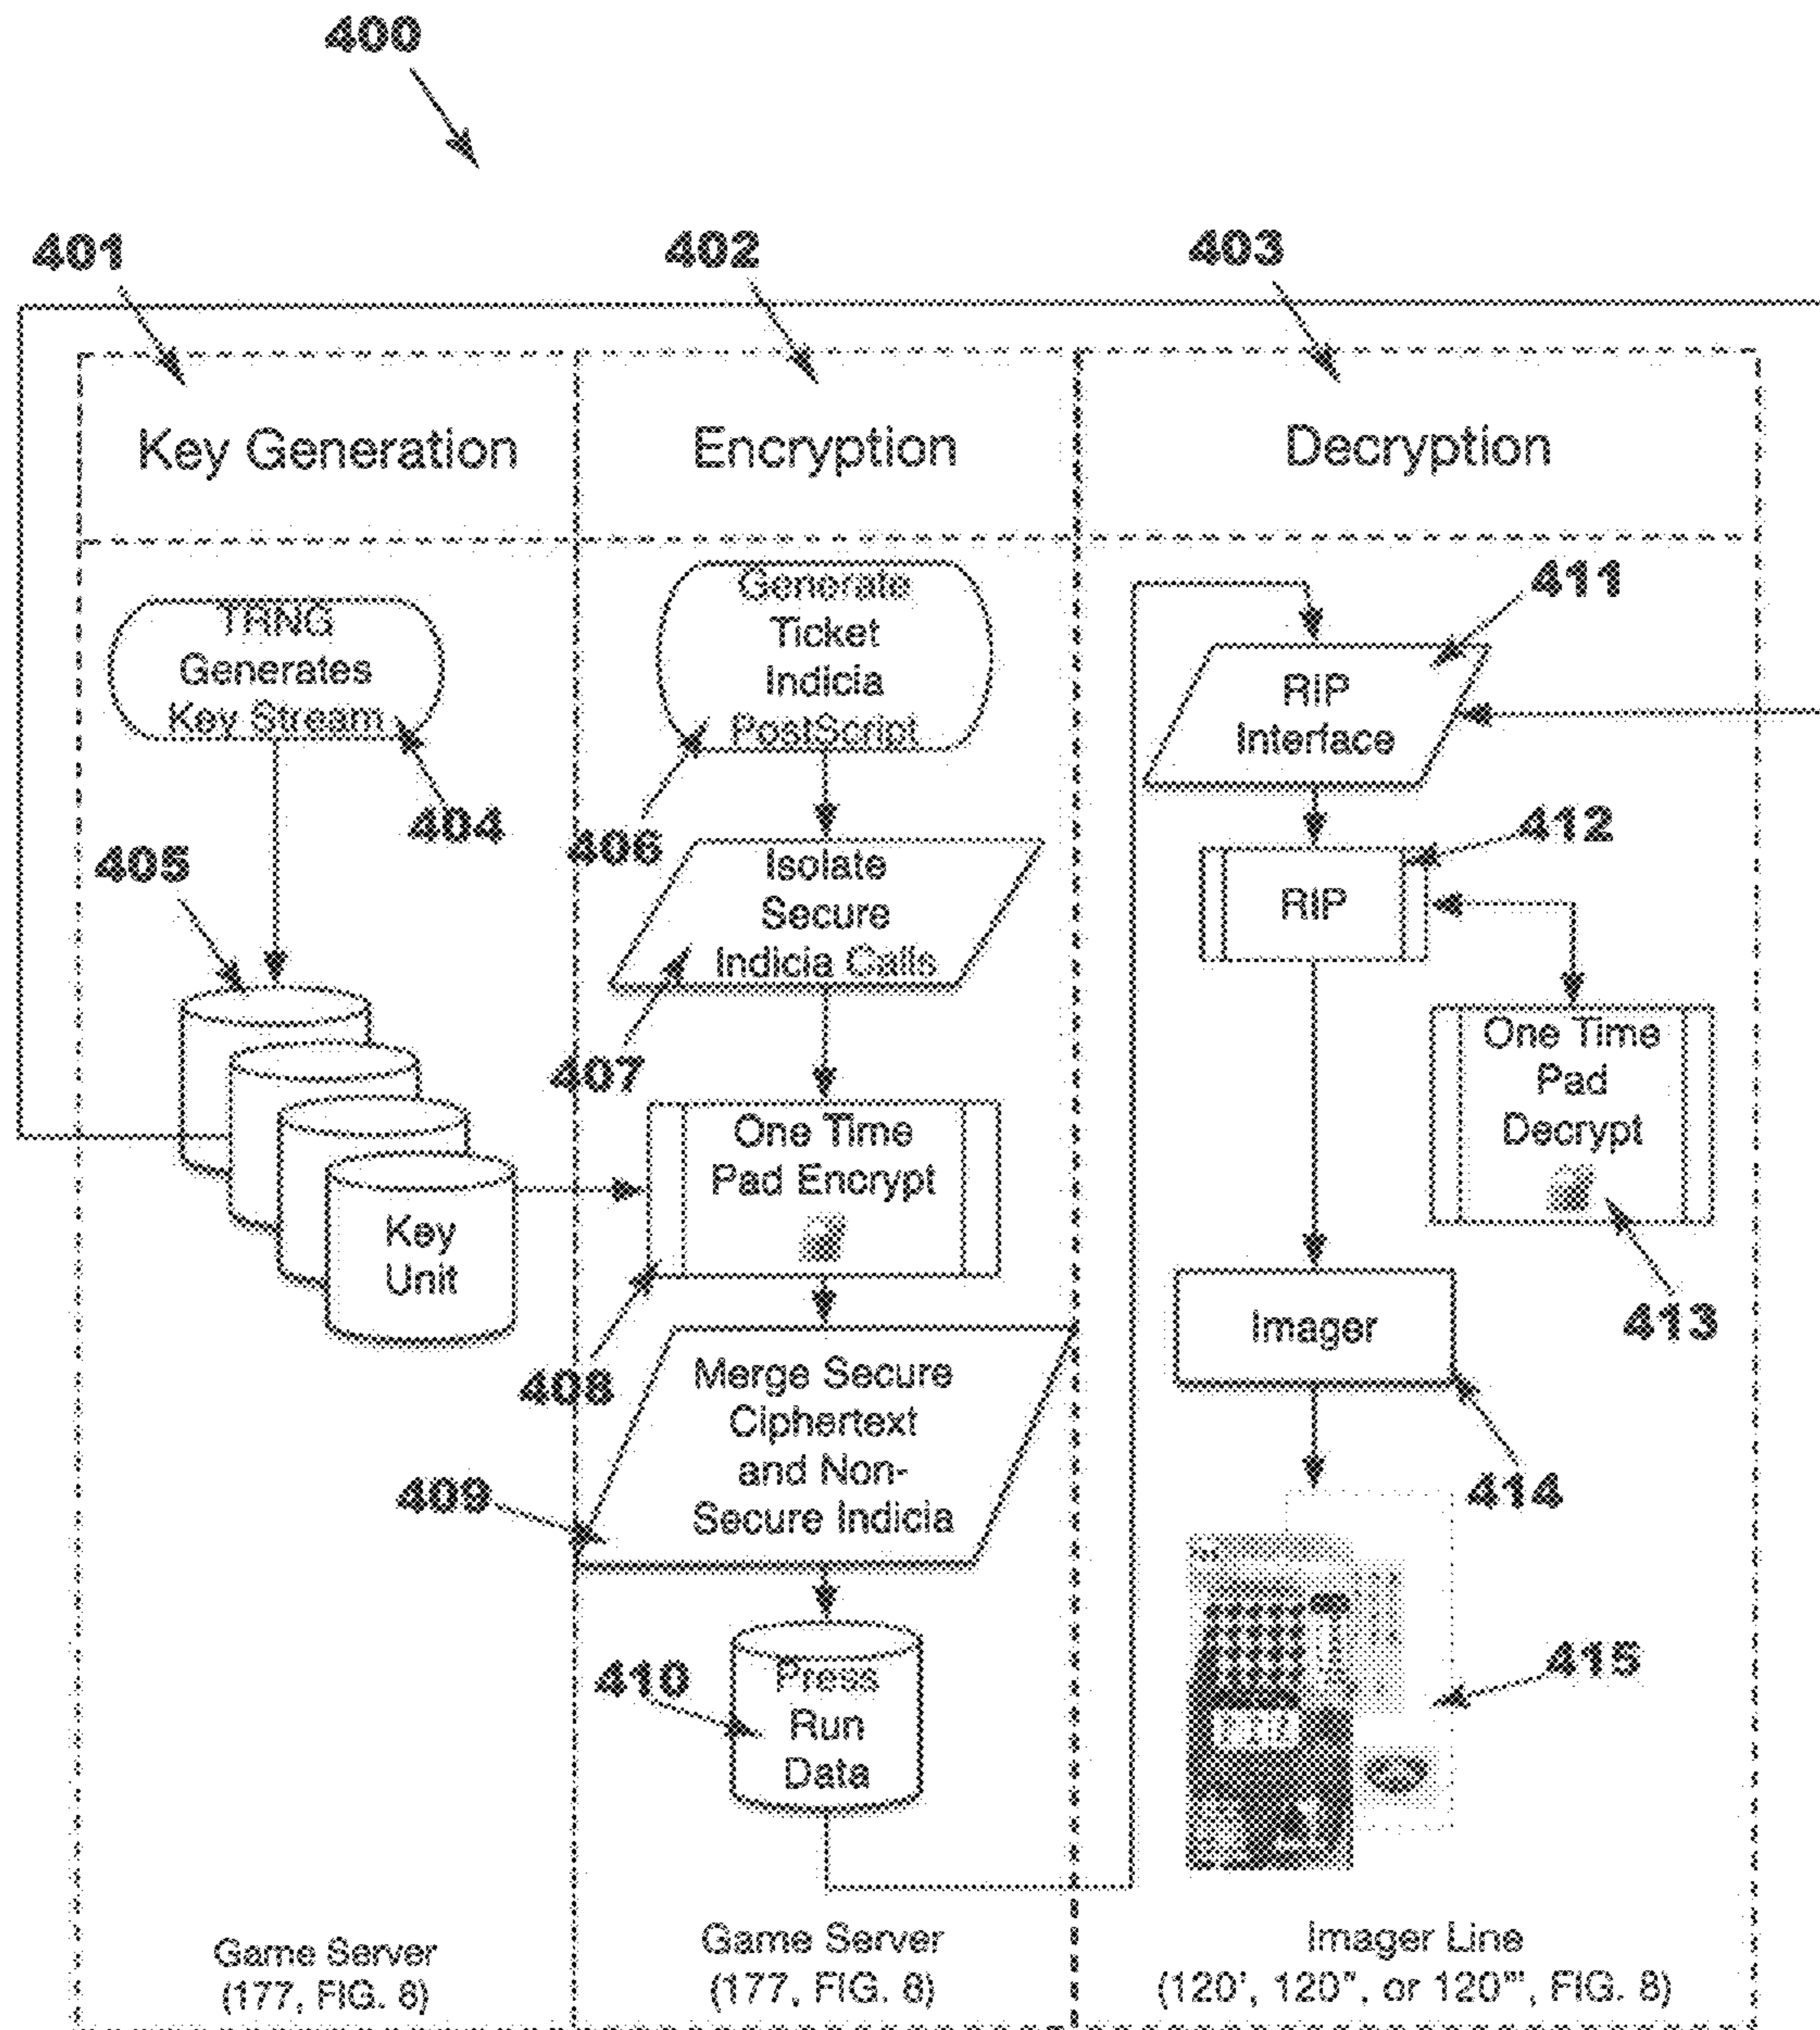 400
401
402
403
Key Generation
Encryption
Decryption
TRNG
Generates
Key Stream
404
405
Key
Unit
Generate
Ticket
Indicia
PostScript
406
Isolate
Secure
Indicia Calls
407
One Time
Pad Encrypt
408
Merge Secure
Ciphertext
and Non-
Secure Indicia
409
Press
Run
Data
410
411
RIP
Interface
412
RIP
One Time
Pad
Decrypt
413
Imager
414
415
Game Server
(177, FIG. 8)
Game Server
(177, FIG. 8)
Imager Line
(120', 120", or 120"', FIG. 8)